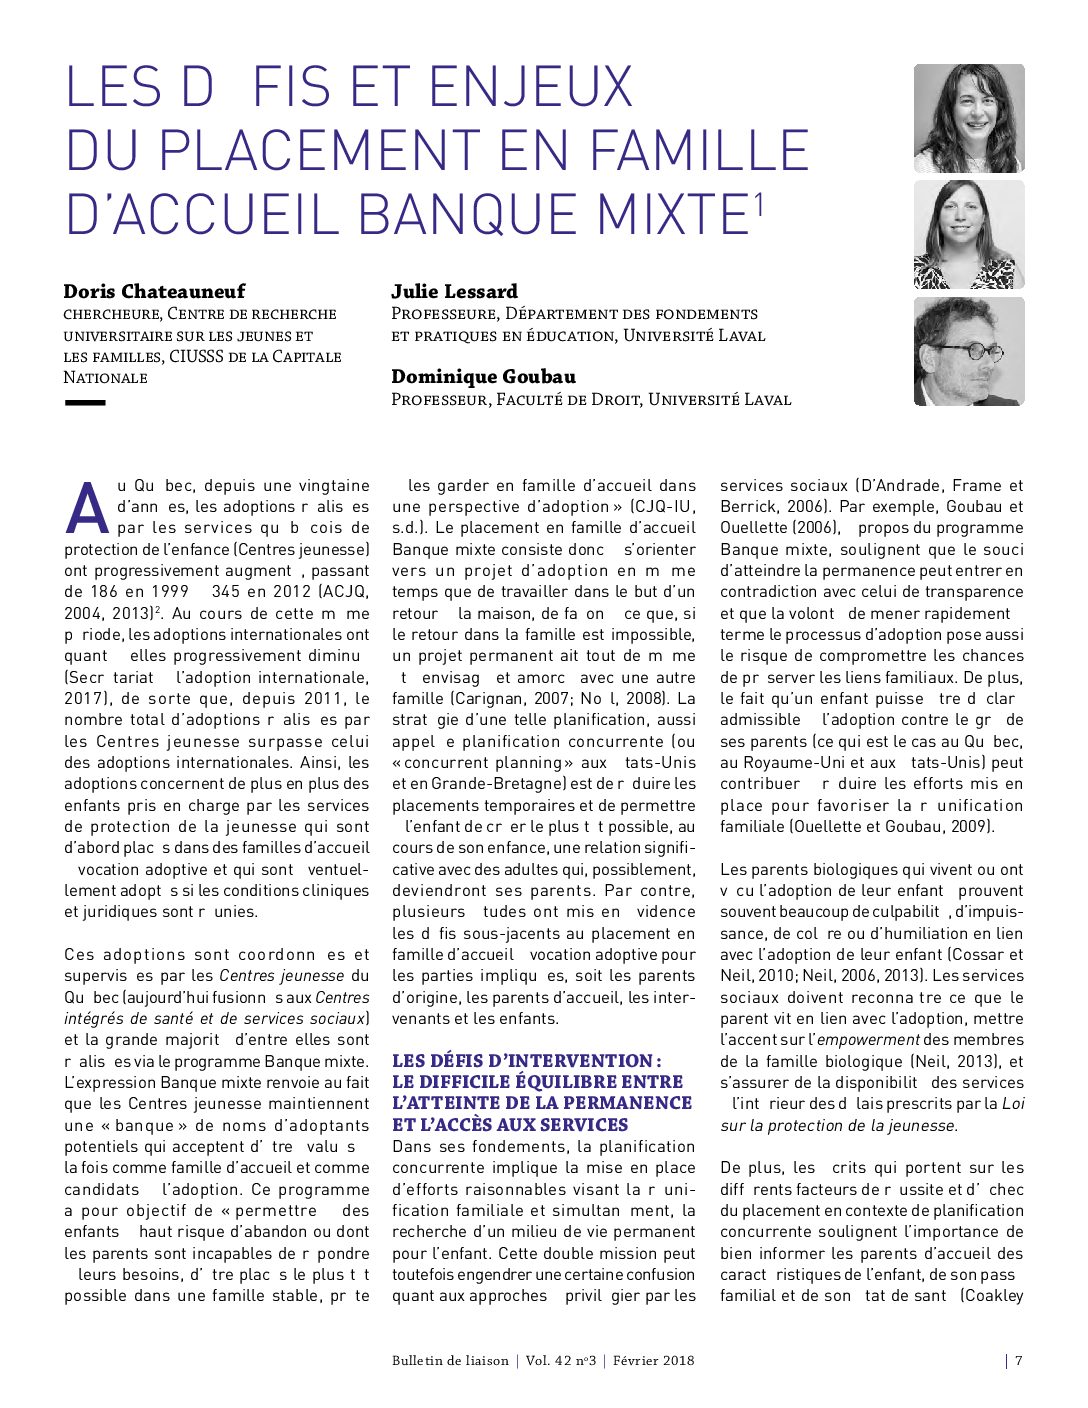 LES D FIS ET ENJEUX
DU PLACEMENT EN FAMILLE
D’ACCUEIL BANQUE MIXTE1
Doris Chateauneuf
chercheure, Centre de recherche
universitaire sur les jeunes et
les familles, CIUSSS de la Capitale
Nationale
Julie Lessard
Professeure, Département des fondements
et pratiques en éducation, Université Laval
Dominique Goubau
Professeur, Faculté de Droit, Université Laval
Au Qu bec, depuis une vingtaine
d’ann es, les adoptions r alis es
par les services qu b cois de
protection de l’enfance (Centres jeunesse)
ont progressivement augment , passant
de 186 en 1999 345 en 2012 (ACJQ,
2004, 2013)2. Au cours de cette m me
p riode, les adoptions internationales ont
quant elles progressivement diminu
(Secr tariat l’adoption internationale,
2017), de sorte que, depuis 2011, le
nombre total d’adoptions r alis es par
les Centres jeunesse surpasse celui
des adoptions internationales. Ainsi, les
adoptions concernent de plus en plus des
enfants pris en charge par les services
de protection de la jeunesse qui sont
d’abord plac s dans des familles d’accueil
vocation adoptive et qui sont ventuel-
lement adopt s si les conditions cliniques
et juridiques sont r unies.
Ces adoptions sont coordonn es et
supervis es par les Centres jeunesse du
Qu bec (aujourd’hui fusionn s aux Centres
intégrés de santé et de services sociaux)
et la grande majorit d’entre elles sont
r alis es via le programme Banque mixte.
L’expression Banque mixte renvoie au fait
que les Centres jeunesse maintiennent
une « banque » de noms d’adoptants
potentiels qui acceptent d’ tre valu s
la fois comme famille d’accueil et comme
candidats l’adoption. Ce programme
a pour objectif de « permettre des
enfants haut risque d’abandon ou dont
les parents sont incapables de r pondre
leurs besoins, d’ tre plac s le plus t t
possible dans une famille stable, pr te
les garder en famille d’accueil dans
une perspective d’adoption » (CJQ-IU,
s.d.). Le placement en famille d’accueil
Banque mixte consiste donc s’orienter
vers un projet d’adoption en m me
temps que de travailler dans le but d’un
retour la maison, de fa on ce que, si
le retour dans la famille est impossible,
un projet permanent ait tout de m me
t envisag et amorc avec une autre
famille (Carignan, 2007; No l, 2008). La
strat gie d’une telle planification, aussi
appel e planification concurrente (ou
« concurrent planning » aux tats-Unis
et en Grande-Bretagne) est de r duire les
placements temporaires et de permettre
l’enfant de cr er le plus t t possible, au
cours de son enfance, une relation signifi-
cative avec des adultes qui, possiblement,
deviendront ses parents. Par contre,
plusieurs tudes ont mis en vidence
les d fis sous-jacents au placement en
famille d’accueil vocation adoptive pour
les parties impliqu es, soit les parents
d’origine, les parents d’accueil, les inter-
venants et les enfants.
LES DÉFIS D’INTERVENTION :
LE DIFFICILE ÉQUILIBRE ENTRE
L’ATTEINTE DE LA PERMANENCE
ET L’ACCÈS AUX SERVICES
Dans ses fondements, la planification
concurrente implique la mise en place
d’efforts raisonnables visant la r uni-
fication familiale et simultan ment, la
recherche d’un milieu de vie permanent
pour l’enfant. Cette double mission peut
toutefois engendrer une certaine confusion
quant aux approches privil gier par les
services sociaux (D’Andrade, Frame et
Berrick, 2006). Par exemple, Goubau et
Ouellette (2006), propos du programme
Banque mixte, soulignent que le souci
d’atteindre la permanence peut entrer en
contradiction avec celui de transparence
et que la volont de mener rapidement
terme le processus d’adoption pose aussi
le risque de compromettre les chances
de pr server les liens familiaux. De plus,
le fait qu’un enfant puisse tre d clar
admissible l’adoption contre le gr de
ses parents (ce qui est le cas au Qu bec,
au Royaume-Uni et aux tats-Unis) peut
contribuer r duire les efforts mis en
place pour favoriser la r unification
familiale (Ouellette et Goubau, 2009).
Les parents biologiques qui vivent ou ont
v cu l’adoption de leur enfant prouvent
souvent beaucoup de culpabilit , d’impuis-
sance, de col re ou d’humiliation en lien
avec l’adoption de leur enfant (Cossar et
Neil, 2010; Neil, 2006, 2013). Les services
sociaux doivent reconna tre ce que le
parent vit en lien avec l’adoption, mettre
l’accent sur l’empowerment des membres
de la famille biologique (Neil, 2013), et
s’assurer de la disponibilit des services
l’int rieur des d lais prescrits par la Loi
sur la protection de la jeunesse.
De plus, les crits qui portent sur les
diff rents facteurs de r ussite et d’ chec
du placement en contexte de planification
concurrente soulignent l’importance de
bien informer les parents d’accueil des
caract ristiques de l’enfant, de son pass
familial et de son tat de sant (Coakley
Bulletin de liaison | Vol. 42 no3 | Février 2018
| 7